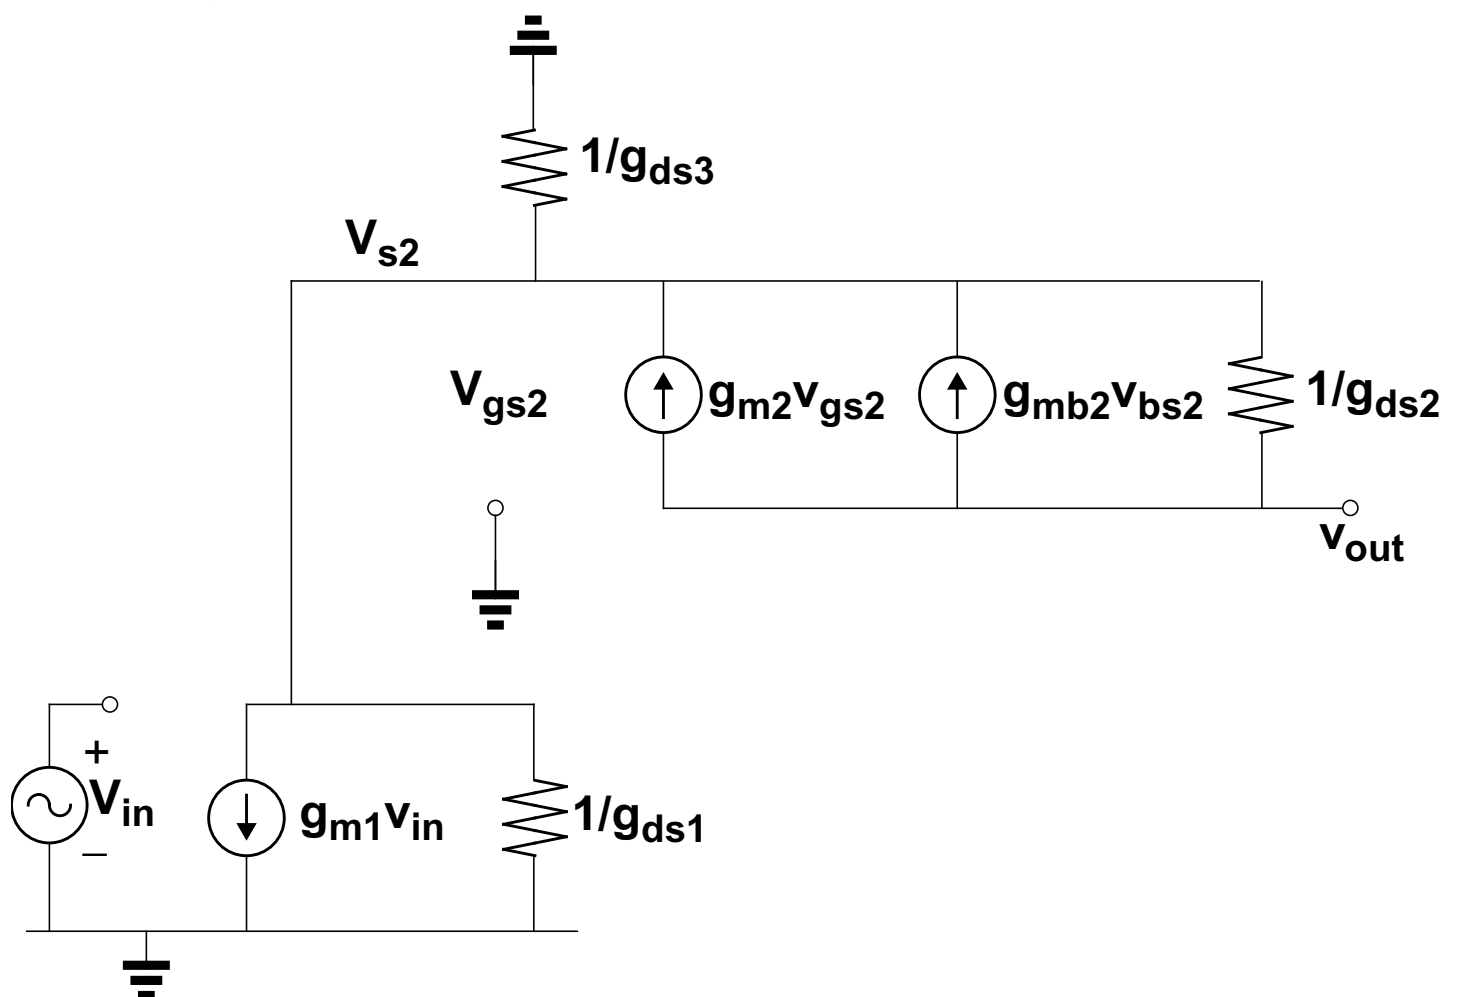 1/gds3
Vs2
Vgs2
gm2vgs2
gmb2vbs2
1/gds2
vout
+
Vin
−
gm1vin
1/gds1